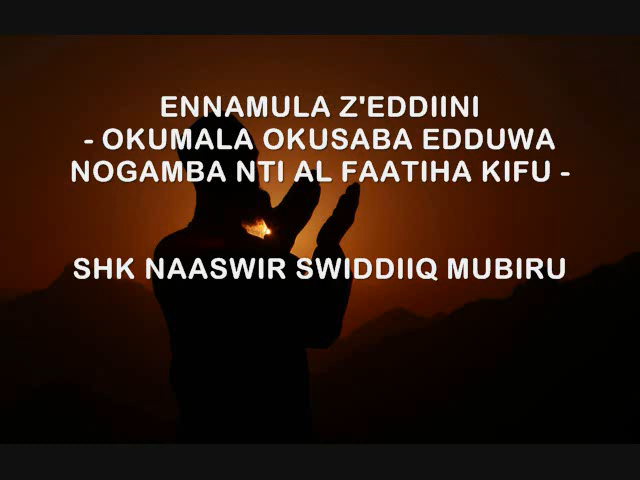 ENNAMULA Z'EDDIINI
- OKUMALA OKUSABA EDDUWA
NOGAMBA NTI AL FAATIHA KIFU -
SHK NAASWIR SWIDDIIQ MUBIRU